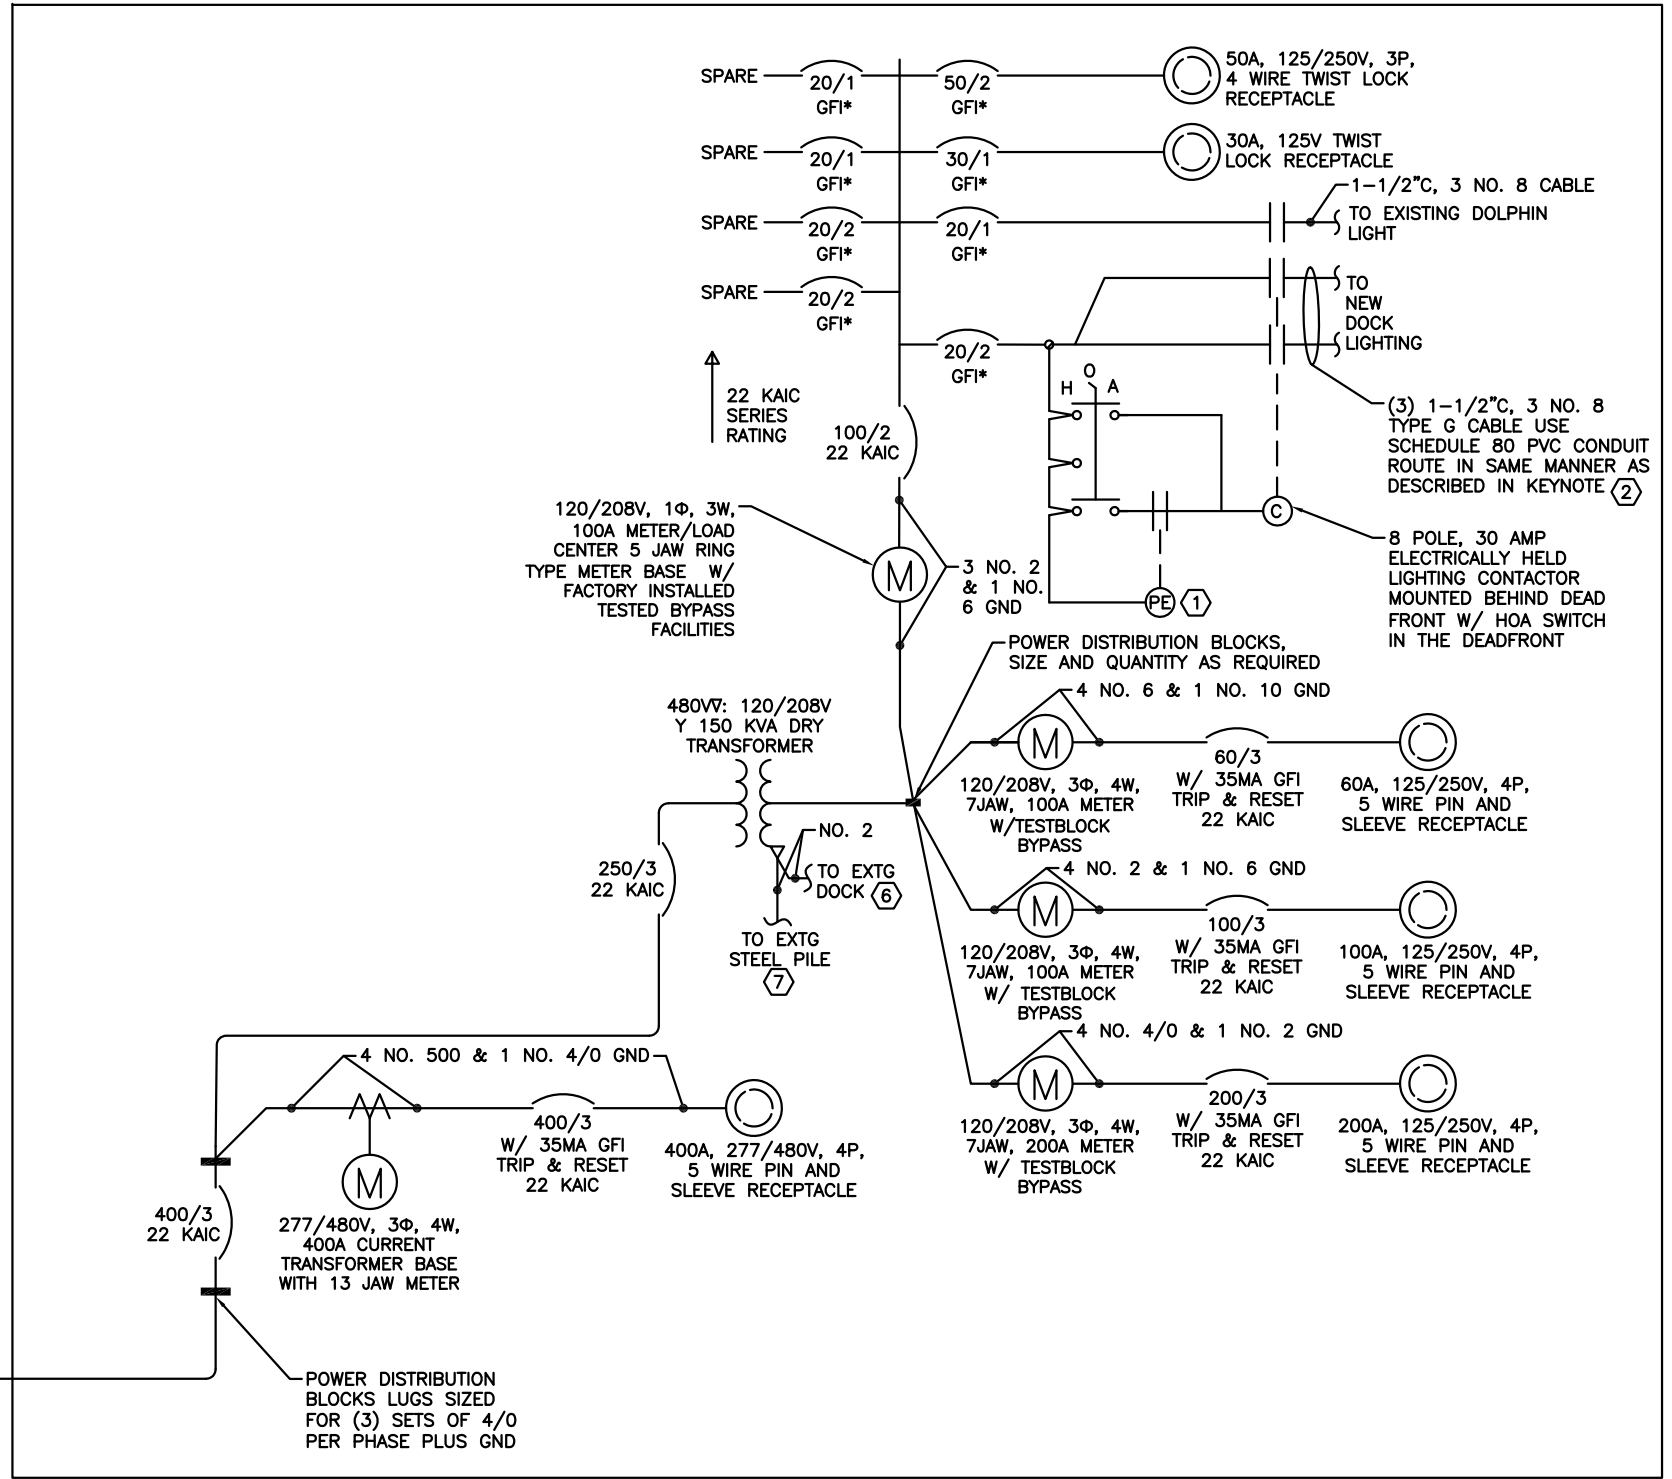 SPARE
20/1
GFI*
50/2
GFI*
50A, 125/250V, 3P,
4 WIRE TWIST LOCK
RECEPTACLE
SPARE
20/1
GFI*
30/1
GFI*
30A, 125V TWIST
LOCK RECEPTACLE
1-1/2"C, 3 NO. 8 CABLE
SPARE
20/2
GFI*
20/1
GFI*
TO EXISTING DOLPHIN
LIGHT
SPARE
20/2
GFI*
TO
NEW
DOCK
LIGHTING
20/2
GFI*
22 KAIC
SERIES
RATING
H
O
A
100/2
22 KAIC
(3) 1-1/2"C, 3 NO. 8
TYPE G CABLE USE
SCHEDULE 80 PVC CONDUIT
ROUTE IN SAME MANNER AS
DESCRIBED IN KEYNOTE 2
120/208V, 1Φ, 3W,
100A METER/LOAD
CENTER 5 JAW RING
TYPE METER BASE W/
FACTORY INSTALLED
TESTED BYPASS
FACILITIES
M
3 NO. 2
& 1 NO.
6 GND
C
PE
1
8 POLE, 30 AMP
ELECTRICALLY HELD
LIGHTING CONTACTOR
MOUNTED BEHIND DEAD
FRONT W/ HOA SWITCH
IN THE DEADFRONT
POWER DISTRIBUTION BLOCKS,
SIZE AND QUANTITY AS REQUIRED
480V∇: 120/208V
Y 150 KVA DRY
TRANSFORMER
4 NO. 6 & 1 NO. 10 GND
M
120/208V, 3Φ, 4W,
7JAW, 100A METER
W/TESTBLOCK
BYPASS
60/3
W/ 35MA GFI
TRIP & RESET
22 KAIC
60A, 125/250V, 4P,
5 WIRE PIN AND
SLEEVE RECEPTACLE
NO. 2
TO EXTG
DOCK 6
TO EXTG
STEEL PILE
7
250/3
22 KAIC
4 NO. 2 & 1 NO. 6 GND
M
120/208V, 3Φ, 4W,
7JAW, 100A METER
W/ TESTBLOCK
BYPASS
100/3
W/ 35MA GFI
TRIP & RESET
22 KAIC
100A, 125/250V, 4P,
5 WIRE PIN AND
SLEEVE RECEPTACLE
4 NO. 4/0 & 1 NO. 2 GND
M
120/208V, 3Φ, 4W,
7JAW, 200A METER
W/ TESTBLOCK
BYPASS
200/3
W/ 35MA GFI
TRIP & RESET
22 KAIC
200A, 125/250V, 4P,
5 WIRE PIN AND
SLEEVE RECEPTACLE
4 NO. 500 & 1 NO. 4/0 GND
400/3
W/ 35MA GFI
TRIP & RESET
22 KAIC
400A, 277/480V, 4P,
5 WIRE PIN AND
SLEEVE RECEPTACLE
M
277/480V, 3Φ, 4W,
400A CURRENT
TRANSFORMER BASE
WITH 13 JAW METER
400/3
22 KAIC
POWER DISTRIBUTION
BLOCKS LUGS SIZED
FOR (3) SETS OF 4/0
PER PHASE PLUS GND